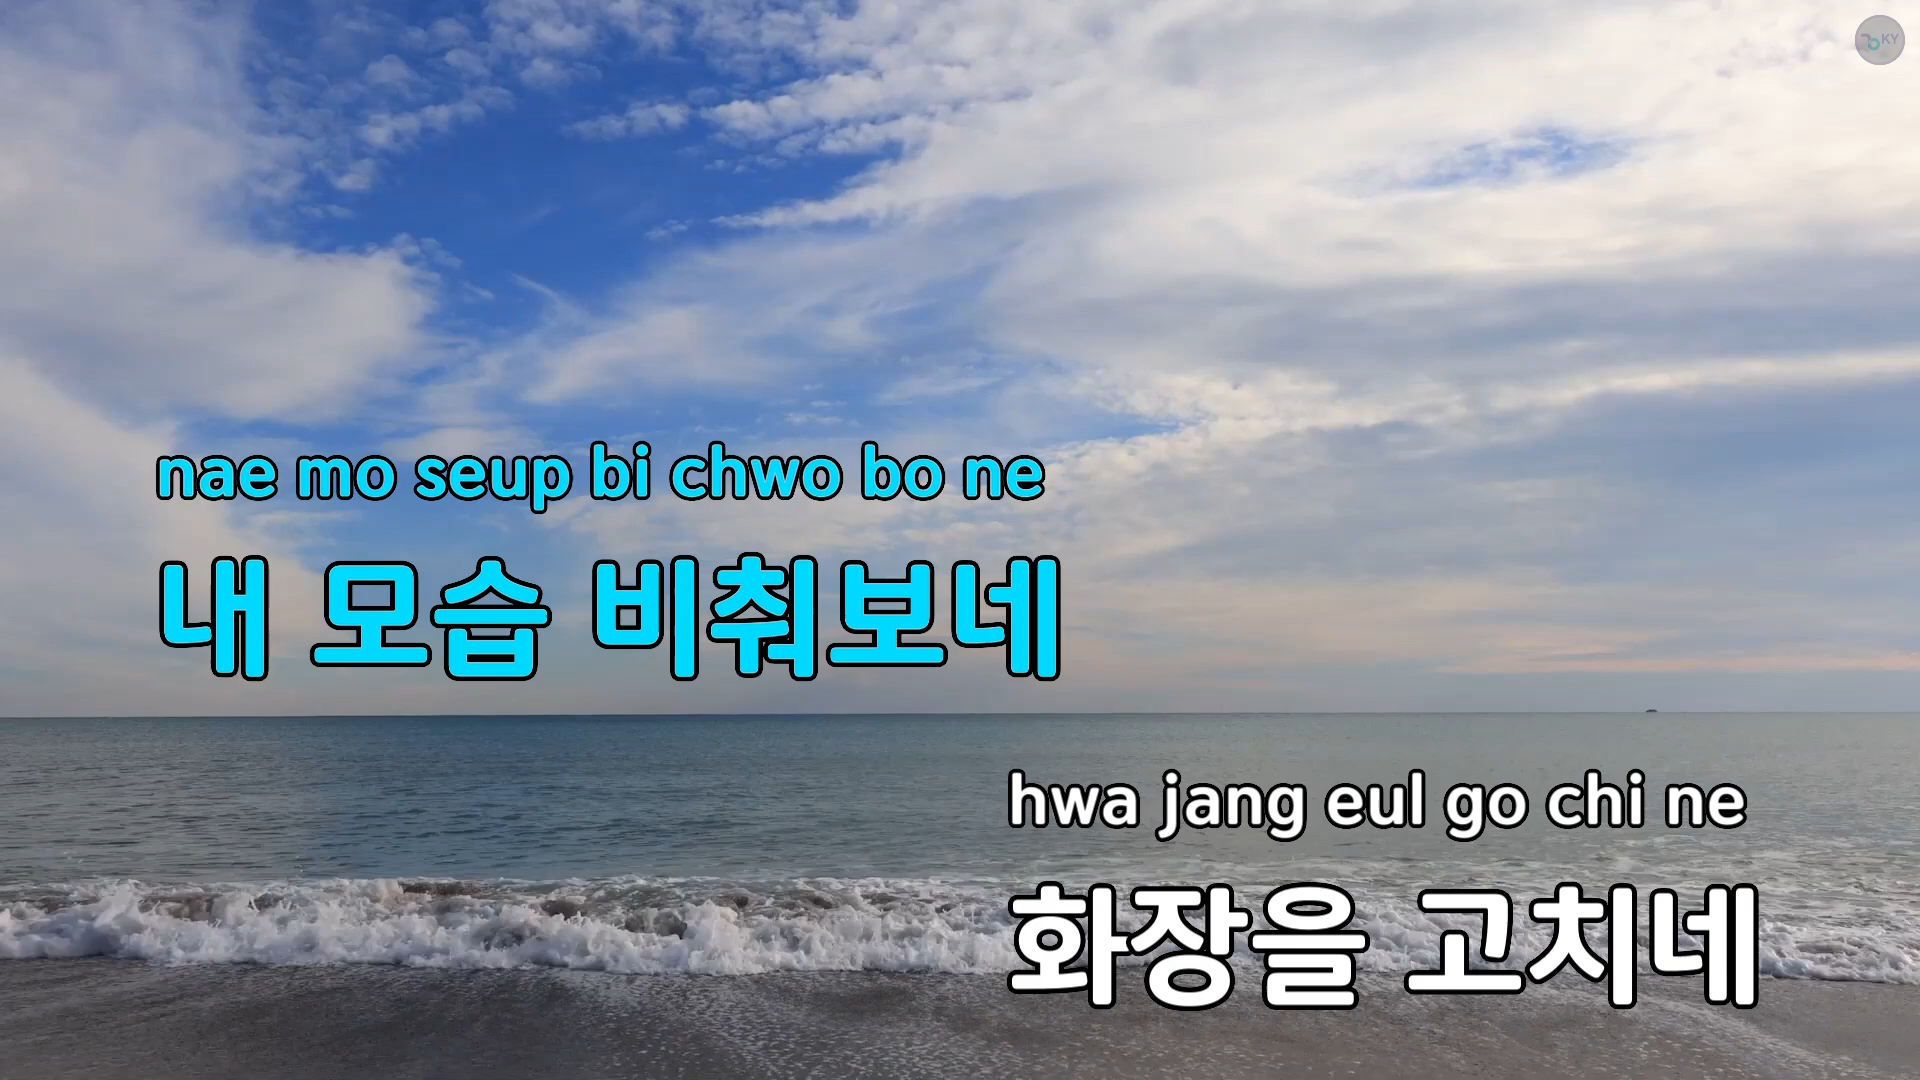 KY
nae mo seup bi chwo bo ne
내 모습 비춰보네
hwa jang eul go chi ne
화장을 고치네